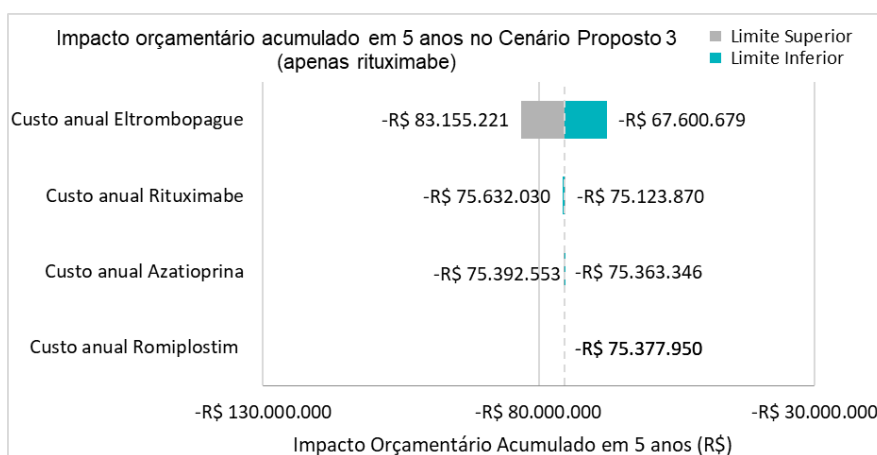 Impacto orçamentário acumulado em 5 anos no Cenário Proposto 3
(apenas rituximabe)
Limite Superior
Limite Inferior
Custo anual Eltrombopague
-R$ 83.155.221
-R$ 67.600.679
Custo anual Rituximabe
-R$ 75.632.030
-R$ 75.123.870
Custo anual Azatioprina
-R$ 75.392.553
-R$ 75.363.346
Custo anual Romiplostim
-R$ 75.377.950
-R$ 130.000.000
-R$ 80.000.000
-R$ 30.000.000
Impacto Orçamentário Acumulado em 5 anos (R$)